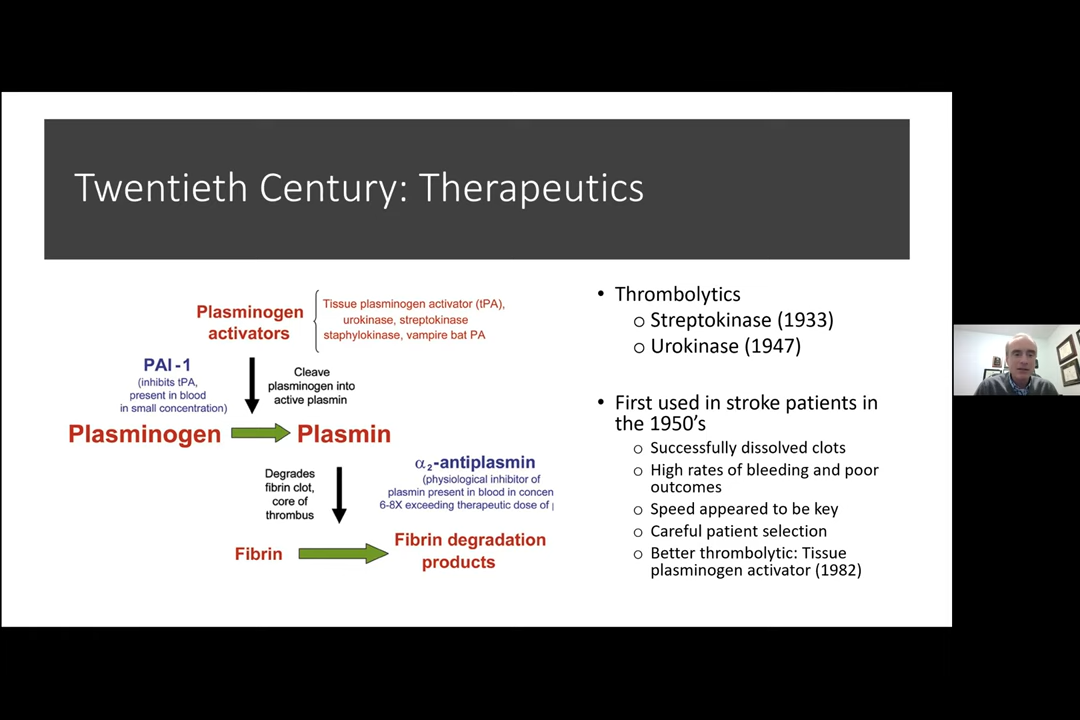 Twentieth Century: Therapeutics
Plasminogen
activators
Tissue plasminogen activator (tPA),
urokinase, streptokinase
staphylokinase, vampire bat PA
PAI-1
(inhibits tPA,
present in blood
in small concentration)
Cleave
plasminogen into
active plasmin
Plasminogen
Plasmin
Degrades
fibrin clot,
core of
thrombus
α2-antiplasmin
(physiological inhibitor of
plasmin present in blood in concen
6-8X exceeding therapeutic dose of
Fibrin
Fibrin degradation
products
• Thrombolytics
o Streptokinase (1933)
o Urokinase (1947)
• First used in stroke patients in
the 1950's
o Successfully dissolved clots
o High rates of bleeding and poor
outcomes
o Speed appeared to be key
o Careful patient selection
o Better thrombolytic: Tissue
plasminogen activator (1982)